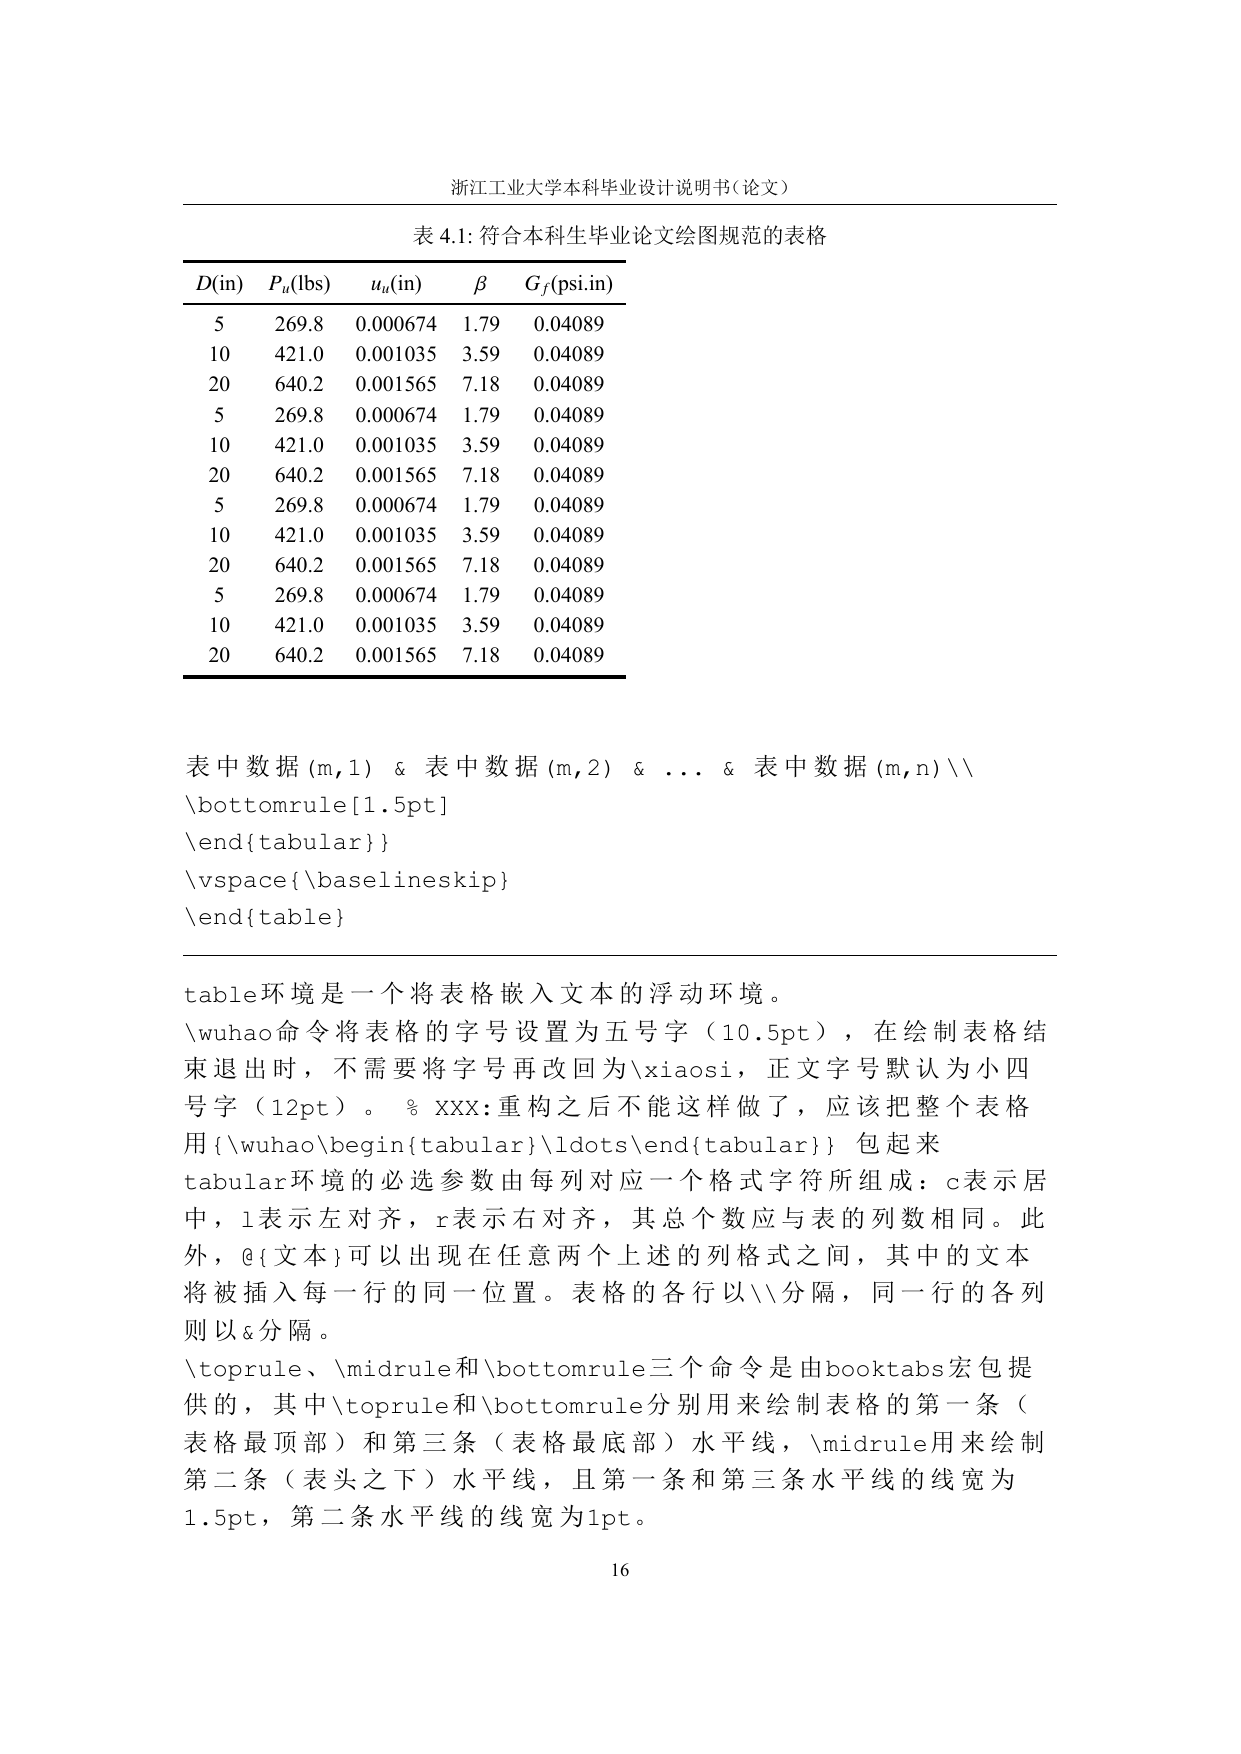 浙江工业大学本科毕业设计说明书（论文）
表 4.1: 符合本科生毕业论文绘图规范的表格
D(in) Pu(lbs) uu(in) β Gf(psi.in)
5 269.8 0.000674 1.79 0.04089
10 421.0 0.001035 3.59 0.04089
20 640.2 0.001565 7.18 0.04089
5 269.8 0.000674 1.79 0.04089
10 421.0 0.001035 3.59 0.04089
20 640.2 0.001565 7.18 0.04089
5 269.8 0.000674 1.79 0.04089
10 421.0 0.001035 3.59 0.04089
20 640.2 0.001565 7.18 0.04089
5 269.8 0.000674 1.79 0.04089
10 421.0 0.001035 3.59 0.04089
20 640.2 0.001565 7.18 0.04089
表中数据(m,1) & 表中数据(m,2) & ... & 表中数据(m,n)\\
\bottomrule[1.5pt]
\end{tabular}}
\vspace{\baselineskip}
\end{table}
table环境是一个将表格嵌入文本的浮动环境。
\wuhao命令将表格的字号设置为五号字（10.5pt），在绘制表格结
束退出时，不需要将字号再改回为\xiaosi，正文字号默认为小四
号字（12pt）。 % XXX:重构之后不能这样做了，应该把整个表格
用{\wuhao\begin{tabular}\ldots\end{tabular}} 包起来
tabular环境的必选参数由每列对应一个格式字符所组成：c表示居
中，l表示左对齐，r表示右对齐，其总个数应与表的列数相同。此
外，@{文本}可以出现在任意两个上述的列格式之间，其中的文本
将被插入每一行的同一位置。表格的各行以\\分隔，同一行的各列
则以&分隔。
\toprule、\midrule和\bottomrule三个命令是由booktabs宏包提
供的，其中\toprule和\bottomrule分别用来绘制表格的第一条（
表格最顶部）和第三条（表格最底部）水平线，\midrule用来绘制
第二条（表头之下）水平线，且第一条和第三条水平线的线宽为
1.5pt，第二条水平线的线宽为1pt。
16